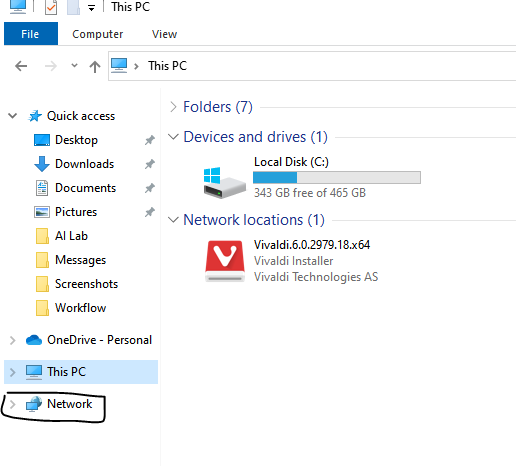 This PC
File
Computer
View
This PC
Quick access
Desktop
Downloads
Documents
Pictures
AI Lab
Messages
Screenshots
Workflow
OneDrive - Personal
This PC
Network
Folders (7)
Devices and drives (1)
Local Disk (C:)
343 GB free of 465 GB
Network locations (1)
Vivaldi.6.0.2979.18.x64
Vivaldi Installer
Vivaldi Technologies AS